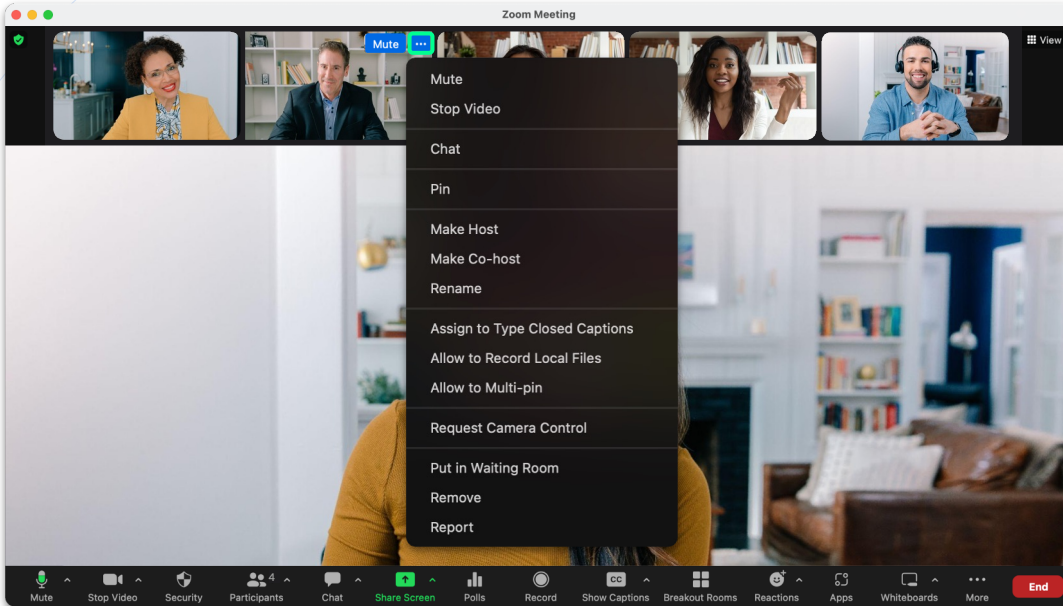 Zoom Meeting
View
Mute
Mute
Stop Video
Chat
Pin
Make Host
Make Co-host
Rename
Assign to Type Closed Captions
Allow to Record Local Files
Allow to Multi-pin
Request Camera Control
Put in Waiting Room
Remove
Report
4
CC
Mute Stop Video Security Participants Chat Share Screen Polls Record Show Captions Breakout Rooms Reactions Apps Whiteboards More End